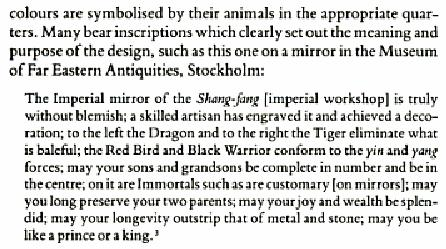 colours are symbolised by their animals in the appropriate quar-
ters. Many bear inscriptions which clearly set out the meaning and
purpose of the design, such as this one on a mirror in the Museum
of Far Eastern Antiquities, Stockholm:
The Imperial mirror of the Shang-fang [imperial workshop] is truly
without blemish; a skilled artisan has engraved it and achieved a deco-
ration; to the left the Dragon and to the right the Tiger eliminate what
is baleful; the Red Bird and Black Warrior conform to the yin and yang
forces; may your sons and grandsons be complete in number and be in
the centre; on it are Immortals such as are customary [on mirrors]; may
you long preserve your two parents; may your joy and wealth be splen-
did; may your longevity outstrip that of metal and stone; may you be
like a prince or a king.³